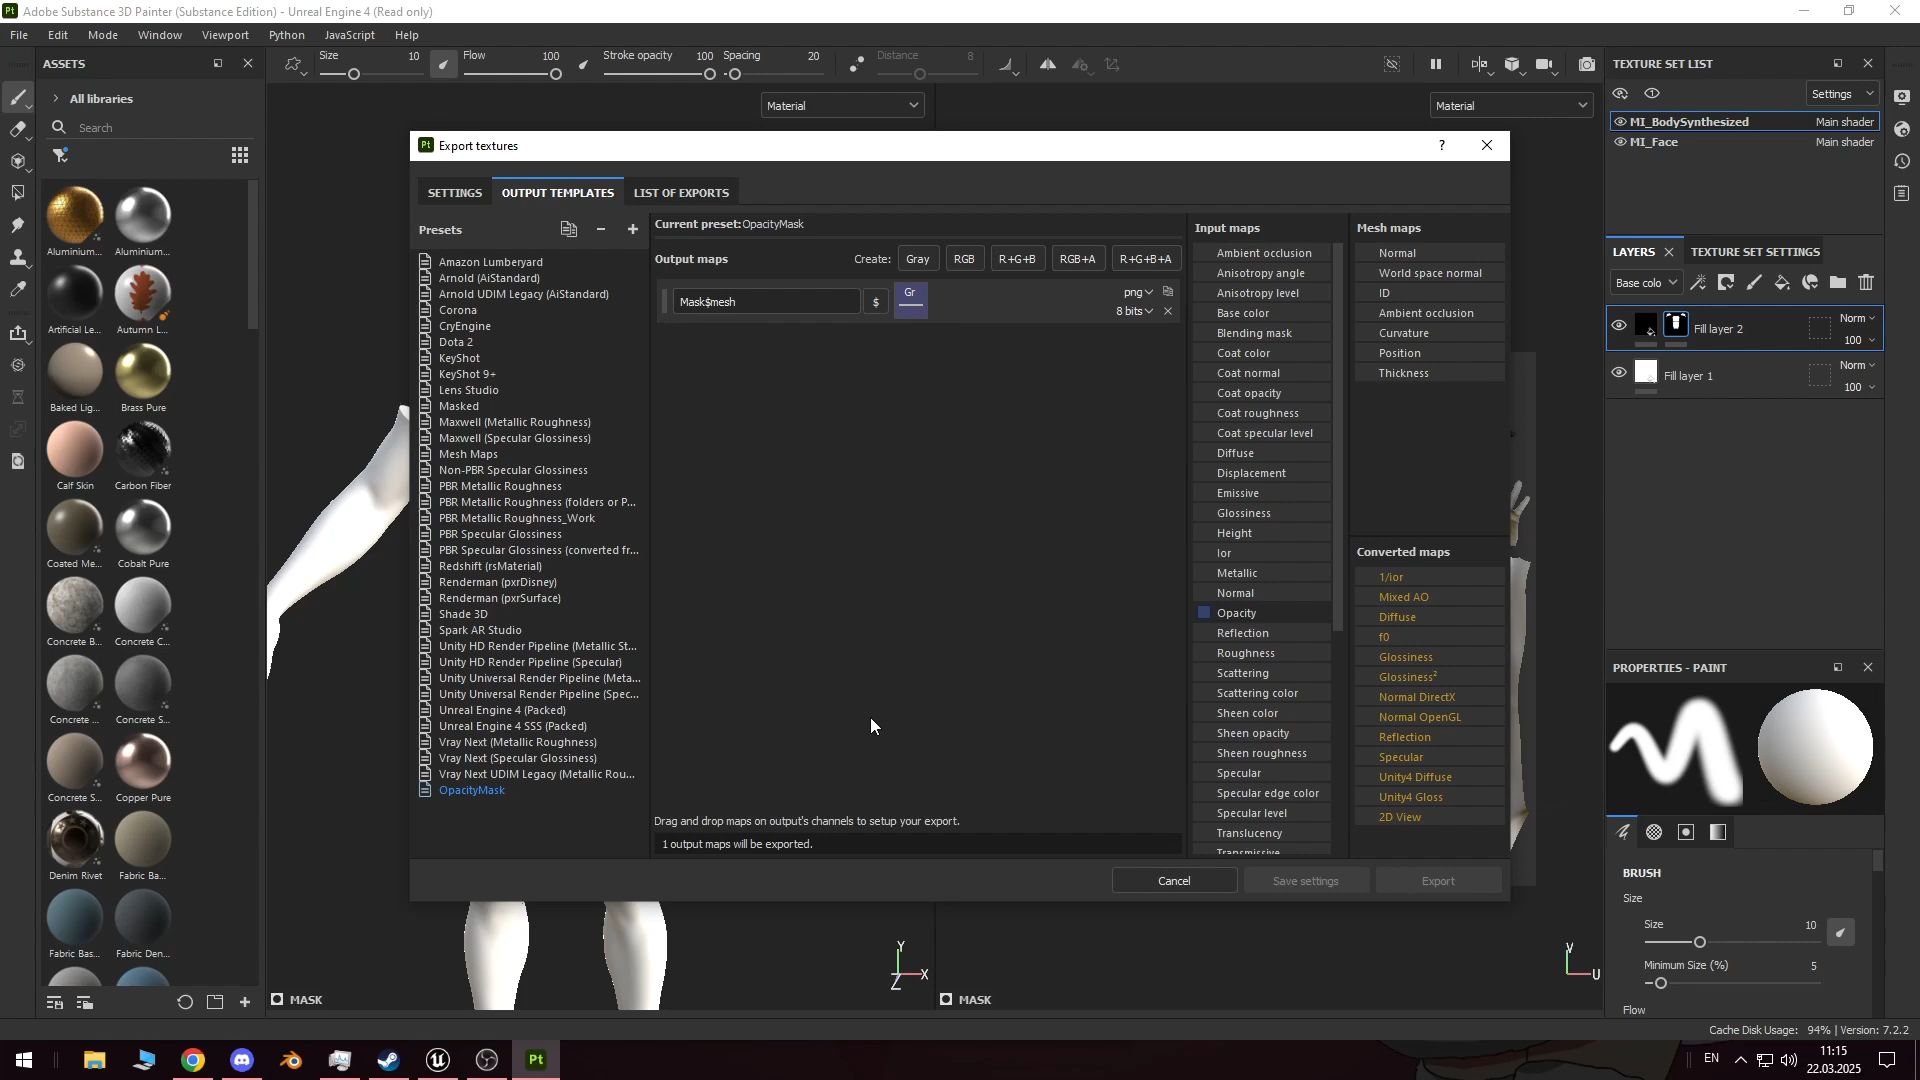 Adobe Substance 3D Painter (Substance Edition) - Unreal Engine 4 (Read only)
File Edit Mode Window Viewport Python JavaScript Help
ASSETS
All libraries
Search
Aluminium... Aluminium...
Artificial Le... Autumn L...
Baked Lig... Brass Pure
Calf Skin Carbon Fiber
Coated Me... Cobalt Pure
Concrete B... Concrete C...
Concrete ... Concrete S...
Concrete S... Copper Pure
Denim Rivet Fabric Ba...
Fabric Bas... Fabric Den...
Size 10 Flow 100 Stroke opacity 100 Spacing 20 Distance 8
Material
Material
Export textures
?
SETTINGS OUTPUT TEMPLATES LIST OF EXPORTS
Presets
Amazon Lumberyard
Arnold (AiStandard)
Arnold UDIM Legacy (AiStandard)
Corona
CryEngine
Dota 2
KeyShot
KeyShot 9+
Lens Studio
Masked
Maxwell (Metallic Roughness)
Maxwell (Specular Glossiness)
Mesh Maps
Non-PBR Specular Glossiness
PBR Metallic Roughness
PBR Metallic Roughness (folders or P...
PBR Metallic Roughness_Work
PBR Specular Glossiness
PBR Specular Glossiness (converted fr...
Redshift (rsMaterial)
Renderman (pxrDisney)
Renderman (pxrSurface)
Shade 3D
Spark AR Studio
Unity HD Render Pipeline (Metallic St...
Unity HD Render Pipeline (Specular)
Unity Universal Render Pipeline (Meta...
Unity Universal Render Pipeline (Spec...
Unreal Engine 4 (Packed)
Unreal Engine 4 SSS (Packed)
Vray Next (Metallic Roughness)
Vray Next (Specular Glossiness)
Vray Next UDIM Legacy (Metallic Rou...
OpacityMask
Current preset:OpacityMask
Output maps Create: Gray RGB R+G+B RGB+A R+G+B+A
Mask$mesh $ Gr png
8 bits
Drag and drop maps on output's channels to setup your export.
1 output maps will be exported.
Input maps
Ambient occlusion
Anisotropy angle
Anisotropy level
Base color
Blending mask
Coat color
Coat normal
Coat opacity
Coat roughness
Coat specular level
Diffuse
Displacement
Emissive
Glossiness
Height
Ior
Metallic
Normal
Opacity
Reflection
Roughness
Scattering
Scattering color
Sheen color
Sheen opacity
Sheen roughness
Specular
Specular edge color
Specular level
Translucency
Transmissive
Mesh maps
Normal
World space normal
ID
Ambient occlusion
Curvature
Position
Thickness
Converted maps
1/ior
Mixed AO
Diffuse
f0
Glossiness
Glossiness²
Normal DirectX
Normal OpenGL
Reflection
Specular
Unity4 Diffuse
Unity4 Gloss
2D View
Cancel Save settings Export
Y
X
Z
V
U
MASK
MASK
TEXTURE SET LIST
Settings
MI_BodySynthesized Main shader
MI_Face Main shader
LAYERS TEXTURE SET SETTINGS
Base colo
Fill layer 2 Norm
100
Fill layer 1 Norm
100
PROPERTIES - PAINT
BRUSH
Size
Size 10
Minimum Size (%) 5
Flow
Cache Disk Usage: 94% | Version: 7.2.2
EN
11:15
22.03.2025